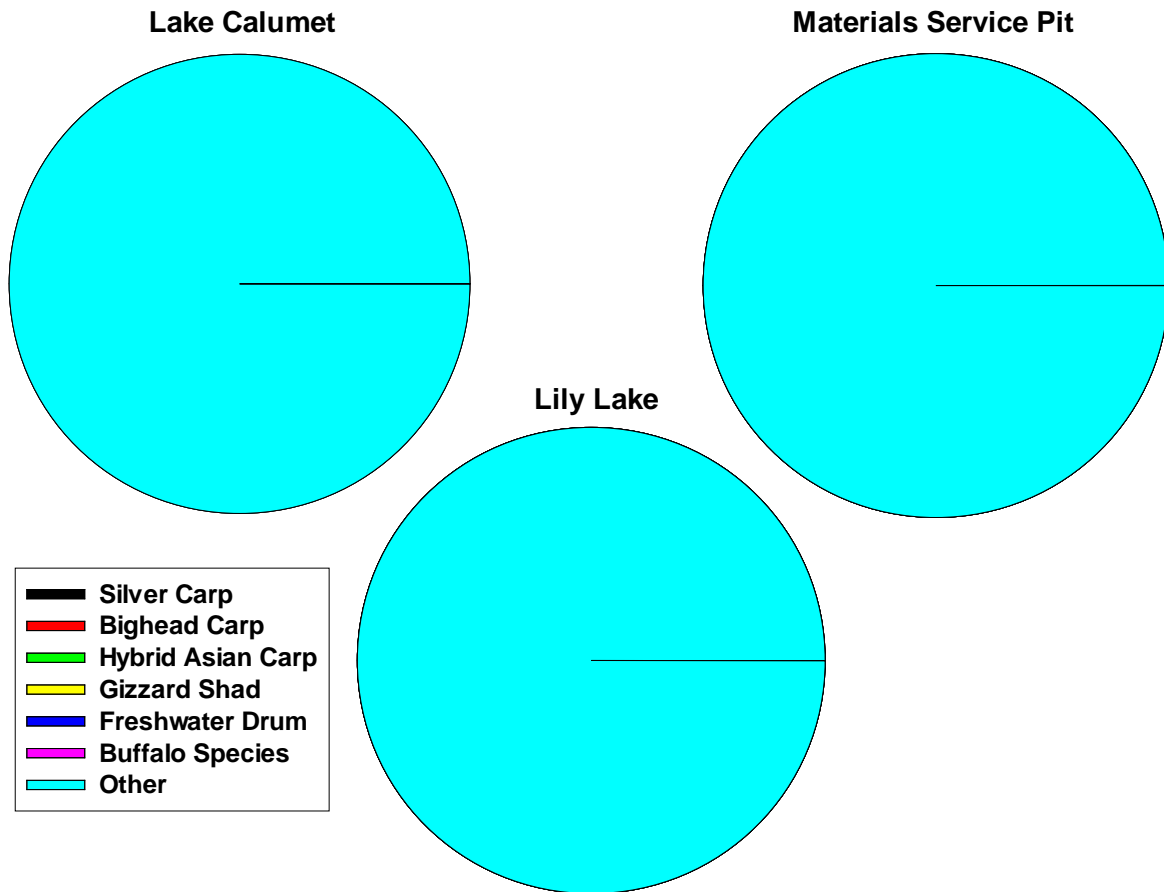 Lake Calumet
Materials Service Pit
Lily Lake
Silver Carp
Bighead Carp
Hybrid Asian Carp
Gizzard Shad
Freshwater Drum
Buffalo Species
Other